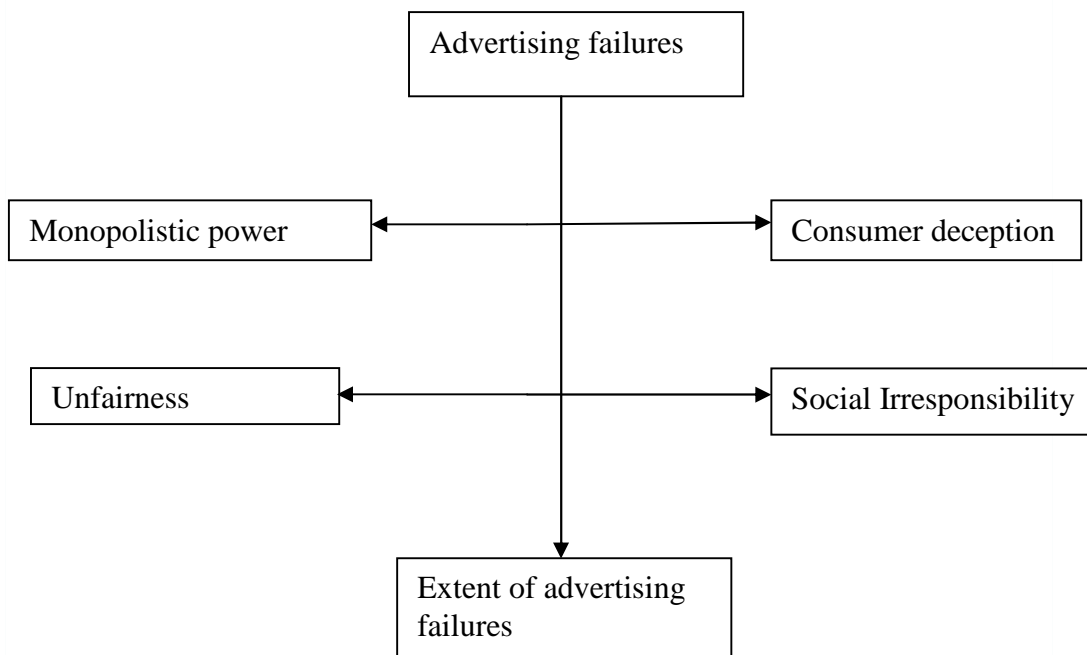 Advertising failures
Monopolistic power
Consumer deception
Unfairness
Social Irresponsibility
Extent of advertising
failures